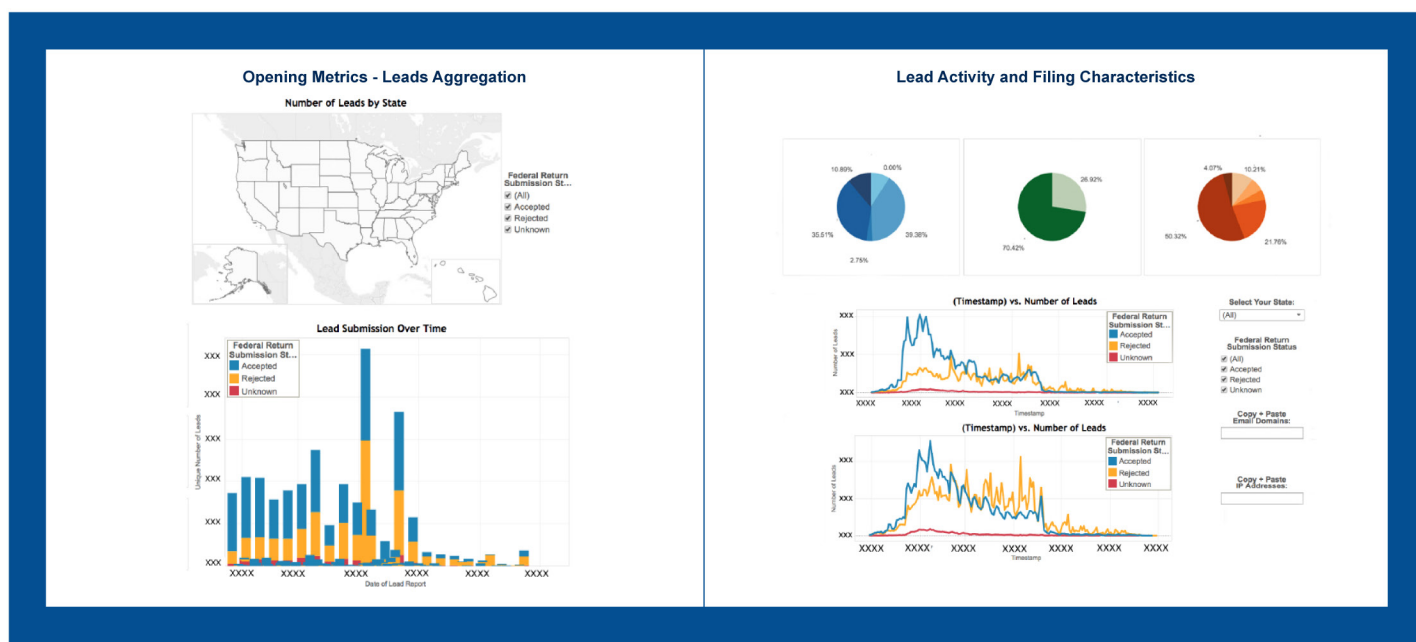 Opening Metrics - Leads Aggregation
Number of Leads by State
Federal Return
Submission St...
(All)
Accepted
Rejected
Unknown
Lead Submission Over Time
Federal Return
Submission St...
Accepted
Rejected
Unknown
Unique Number of Leads
XXX
XXX
XXX
XXX
XXX
XXX
XXXX
XXXX
XXXX
XXXX
XXXX
XXXX
Date of Lead Report
Lead Activity and Filing Characteristics
10.89%
0.00%
35.51%
39.38%
2.75%
26.92%
70.42%
4.07%
10.21%
50.32%
21.76%
(Timestamp) vs. Number of Leads
Federal Return
Submission St...
Accepted
Rejected
Unknown
Number of Leads
XXX
XXX
XXX
XXXX
XXXX
XXXX
XXXX
XXXX
XXXX
XXXX
Timestamp
(Timestamp) vs. Number of Leads
Federal Return
Submission St...
Accepted
Rejected
Unknown
Number of Leads
XXX
XXX
XXX
XXXX
XXXX
XXXX
XXXX
XXXX
XXXX
XXXX
Timestamp
Select Your State:
(All)
Federal Return
Submission Status
(All)
Accepted
Rejected
Unknown
Copy + Paste
Email Domains:
Copy + Paste
IP Addresses: